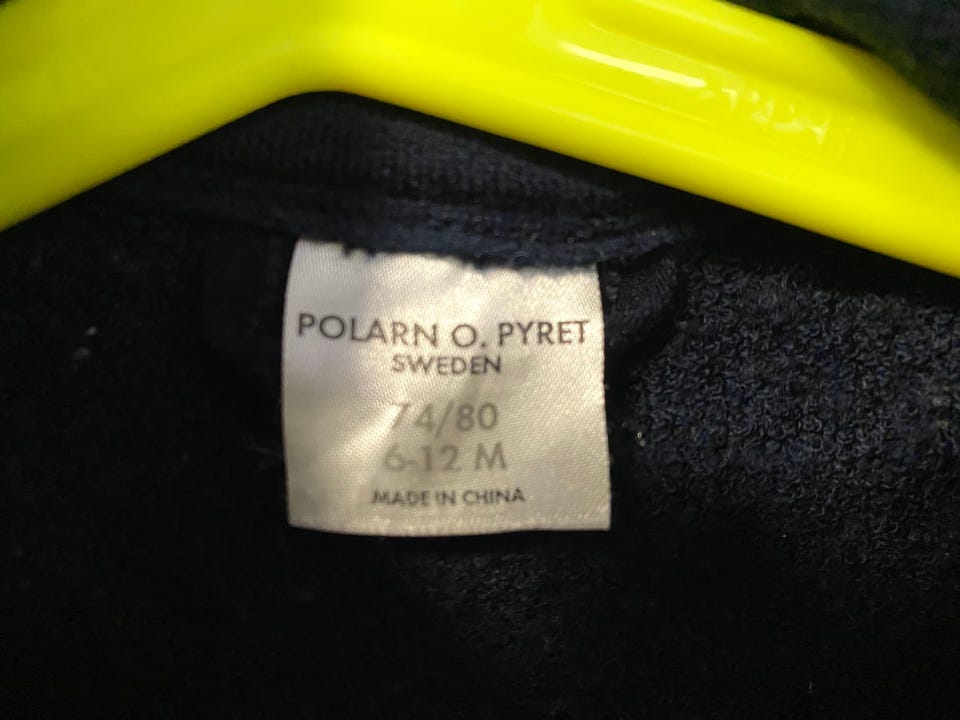 POLARN O. PYRET
SWEDEN
74/80
6-12 M
MADE IN CHINA